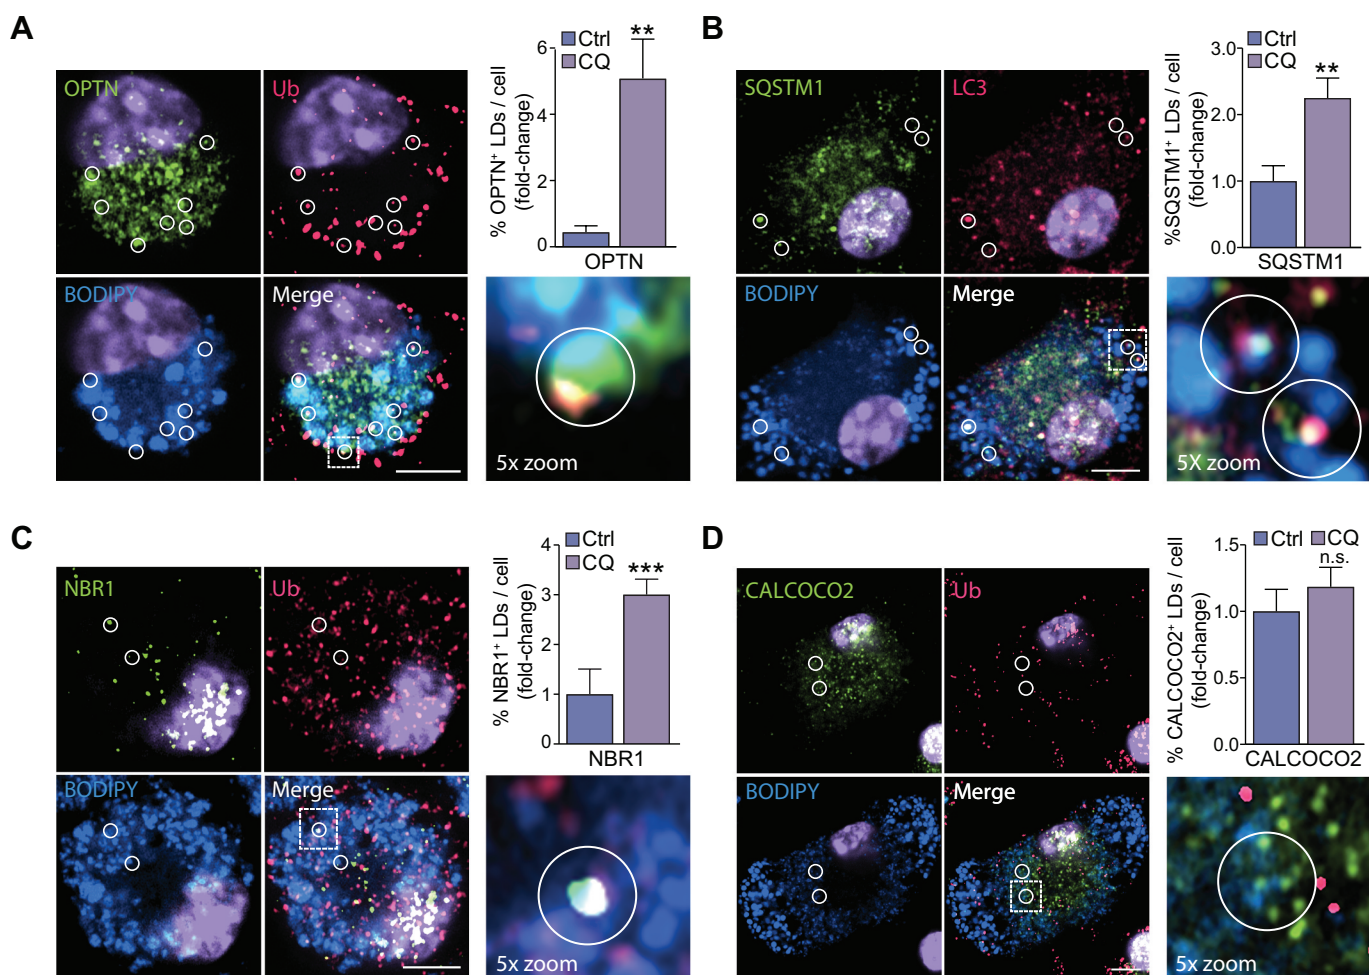 A
OPTN
Ub
BODIPY
Merge
% OPTN⁺ LDs / cell
(fold-change)
Ctrl
CQ
**
6
4
2
0
OPTN
5x zoom
B
SQSTM1
LC3
BODIPY
Merge
%SQSTM1⁺ LDs / cell
(fold-change)
Ctrl
CQ
**
3.0
2.0
1.0
0.0
SQSTM1
5X zoom
C
NBR1
Ub
BODIPY
Merge
% NBR1⁺ LDs / cell
(fold-change)
Ctrl
CQ
***
4
3
2
1
0
NBR1
5x zoom
D
CALCOCO2
Ub
BODIPY
Merge
% CALCOCO2⁺ LDs / cell
(fold-change)
Ctrl
CQ
n.s.
1.5
1.0
0.5
0.0
CALCOCO2
5x zoom